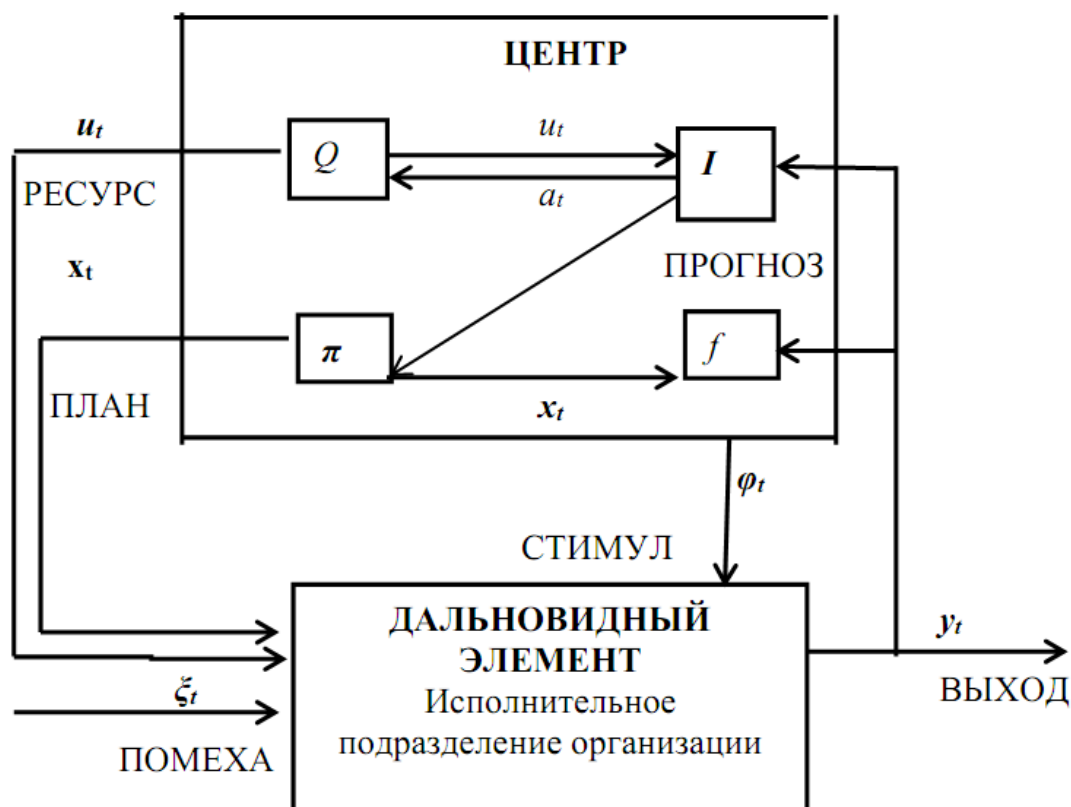 ЦЕНТР
u_t
Q
u_t
I
a_t
РЕСУРС
x_t
ПРОГНОЗ
π
f
ПЛАН
x_t
φ_t
СТИМУЛ
ДАЛЬНОВИДНЫЙ
ЭЛЕМЕНТ
Исполнительное
подразделение организации
y_t
ВЫХОД
ξ_t
ПОМЕХА